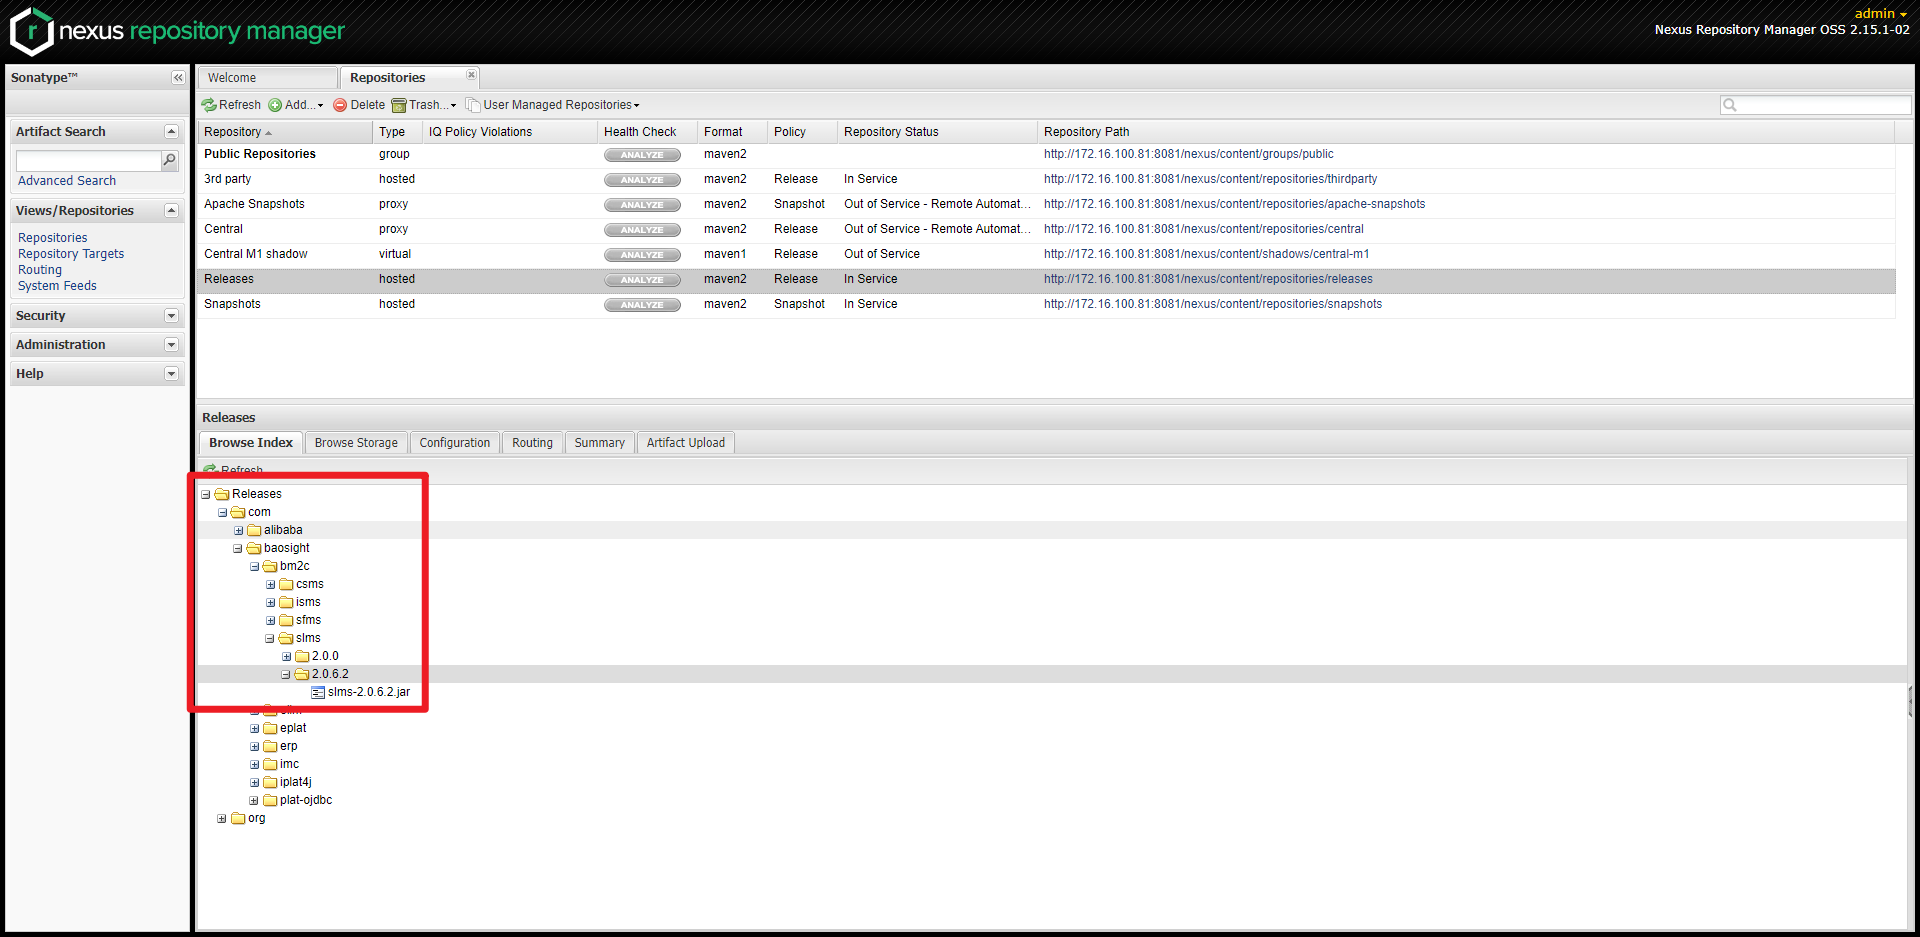 nexus repository manager
admin
Nexus Repository Manager OSS 2.15.1-02
Sonatype™
Artifact Search
Advanced Search
Views/Repositories
Repositories
Repository Targets
Routing
System Feeds
Security
Administration
Help
Welcome
Repositories
Refresh Add... Delete Trash... User Managed Repositories
Repository Type IQ Policy Violations Health Check Format Policy Repository Status Repository Path
Public Repositories group ANALYZE maven2 http://172.16.100.81:8081/nexus/content/groups/public
3rd party hosted ANALYZE maven2 Release In Service http://172.16.100.81:8081/nexus/content/repositories/thirdparty
Apache Snapshots proxy ANALYZE maven2 Snapshot Out of Service - Remote Automat... http://172.16.100.81:8081/nexus/content/repositories/apache-snapshots
Central proxy ANALYZE maven2 Release Out of Service - Remote Automat... http://172.16.100.81:8081/nexus/content/repositories/central
Central M1 shadow virtual ANALYZE maven1 Release Out of Service http://172.16.100.81:8081/nexus/content/shadows/central-m1
Releases hosted ANALYZE maven2 Release In Service http://172.16.100.81:8081/nexus/content/repositories/releases
Snapshots hosted ANALYZE maven2 Snapshot In Service http://172.16.100.81:8081/nexus/content/repositories/snapshots
Releases
Browse Index Browse Storage Configuration Routing Summary Artifact Upload
Refresh
Releases
com
alibaba
baosight
bm2c
csms
isms
sfms
slms
2.0.0
2.0.6.2
slms-2.0.6.2.jar
eplat
erp
imc
iplat4j
plat-ojdbc
org